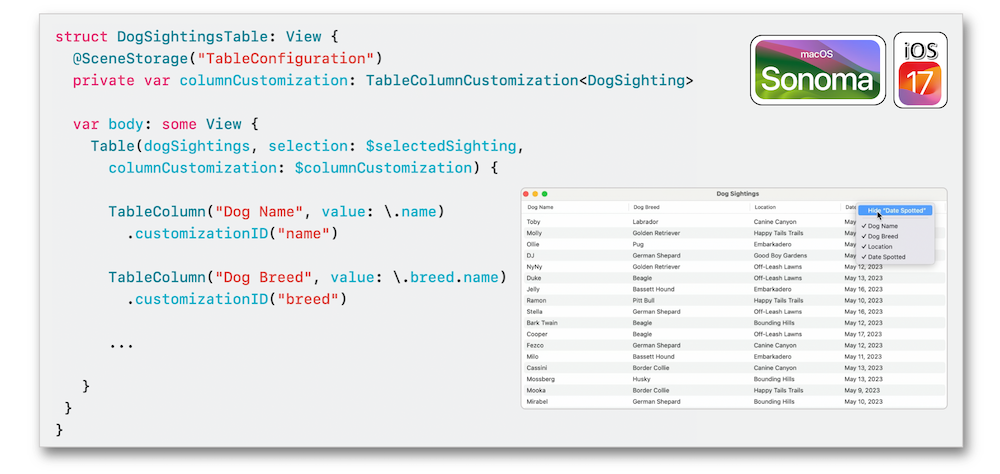 struct DogSightingsTable: View {
@SceneStorage("TableConfiguration")
private var columnCustomization: TableColumnCustomization<DogSighting>
var body: some View {
Table(dogSightings, selection: $selectedSighting,
columnCustomization: $columnCustomization) {
TableColumn("Dog Name", value: \.name)
.customizationID("name")
TableColumn("Dog Breed", value: \.breed.name)
.customizationID("breed")
...
}
}
}
macOS
Sonoma
iOS
17
Dog Sightings
Dog Name Dog Breed Location
Hide "Date Spotted"
✓ Dog Name
✓ Dog Breed
✓ Location
✓ Date Spotted
Toby Labrador Canine Canyon May
Molly Golden Retriever Happy Tails Trails May
Ollie Pug Embarkadero May
DJ German Shepard Good Boy Gardens May
NyNy Golden Retriever Off-Leash Lawns May 12, 2023
Duke Beagle Off-Leash Lawns May 13, 2023
Jelly Bassett Hound Embarkadero May 16, 2023
Ramon Pitt Bull Happy Tails Trails May 10, 2023
Stella German Shepard Off-Leash Lawns May 16, 2023
Bark Twain Beagle Bounding Hills May 12, 2023
Cooper Beagle Off-Leash Lawns May 17, 2023
Fezco German Shepard Canine Canyon May 12, 2023
Milo Bassett Hound Embarkadero May 11, 2023
Cassini Border Collie Canine Canyon May 13, 2023
Mossberg Husky Bounding Hills May 13, 2023
Mooka Border Collie Happy Tails Trails May 9, 2023
Mirabel German Shepard Bounding Hills May 10, 2023